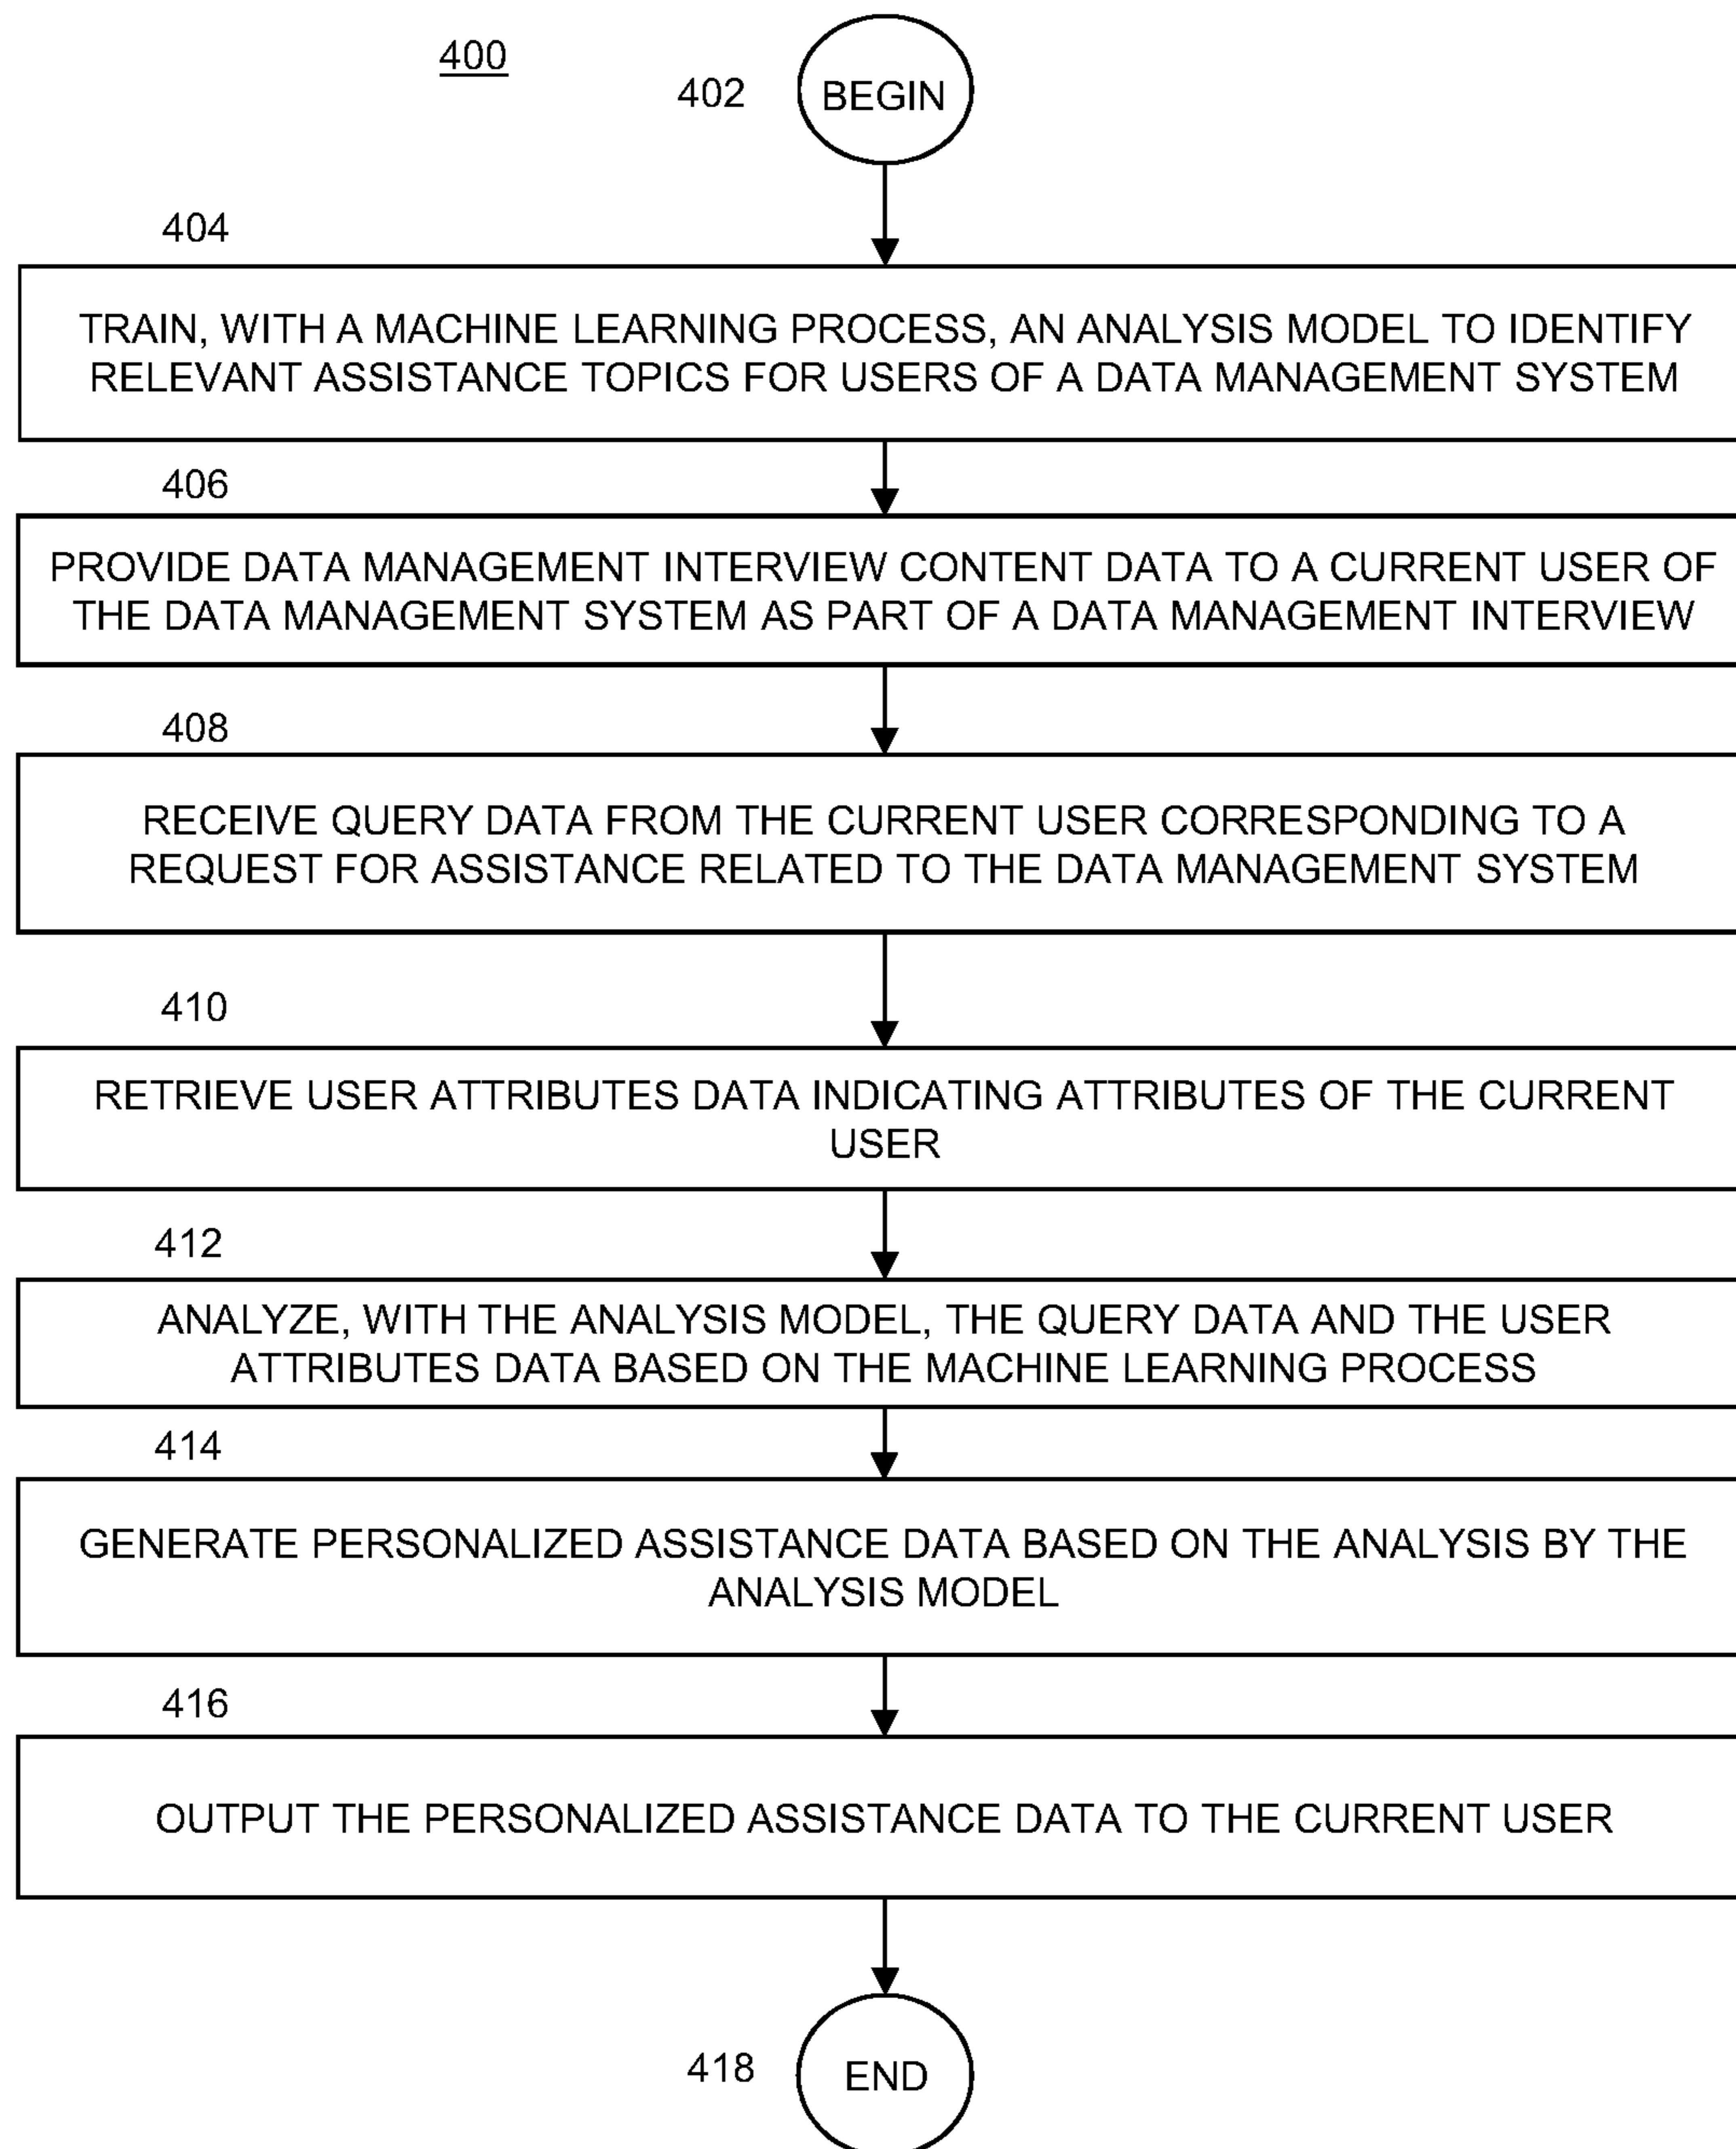 400
402
BEGIN
404
TRAIN, WITH A MACHINE LEARNING PROCESS, AN ANALYSIS MODEL TO IDENTIFY
RELEVANT ASSISTANCE TOPICS FOR USERS OF A DATA MANAGEMENT SYSTEM
406
PROVIDE DATA MANAGEMENT INTERVIEW CONTENT DATA TO A CURRENT USER OF
THE DATA MANAGEMENT SYSTEM AS PART OF A DATA MANAGEMENT INTERVIEW
408
RECEIVE QUERY DATA FROM THE CURRENT USER CORRESPONDING TO A
REQUEST FOR ASSISTANCE RELATED TO THE DATA MANAGEMENT SYSTEM
410
RETRIEVE USER ATTRIBUTES DATA INDICATING ATTRIBUTES OF THE CURRENT
USER
412
ANALYZE, WITH THE ANALYSIS MODEL, THE QUERY DATA AND THE USER
ATTRIBUTES DATA BASED ON THE MACHINE LEARNING PROCESS
414
GENERATE PERSONALIZED ASSISTANCE DATA BASED ON THE ANALYSIS BY THE
ANALYSIS MODEL
416
OUTPUT THE PERSONALIZED ASSISTANCE DATA TO THE CURRENT USER
418
END